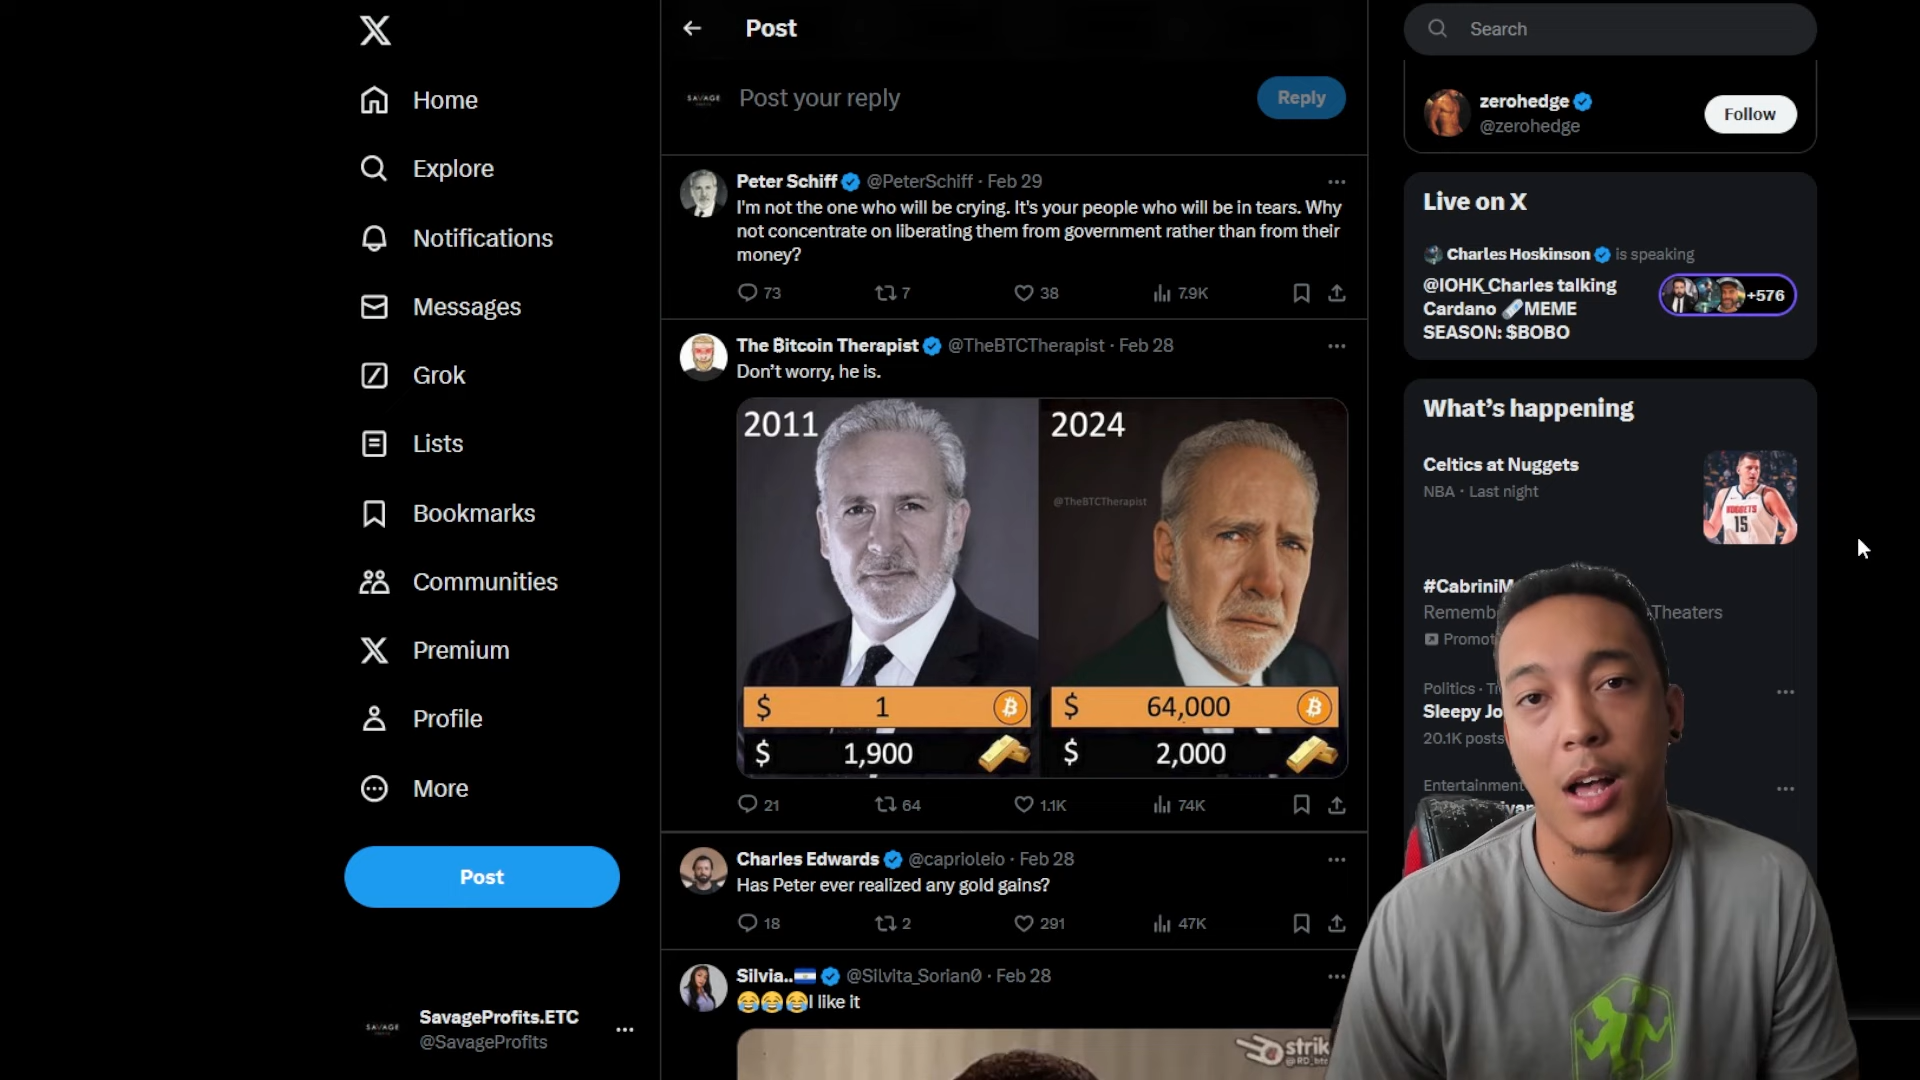 Home
Explore
Notifications
Messages
Grok
Lists
Bookmarks
Communities
Premium
Profile
More
Post
SAVAGE
SavageProfits.ETC
@SavageProfits
Post
SAVAGE
Post your reply
Reply
Peter Schiff @PeterSchiff · Feb 29
I'm not the one who will be crying. It's your people who will be in tears. Why
not concentrate on liberating them from government rather than from their
money?
73 7 38 7.9K
The Bitcoin Therapist @TheBTCTherapist · Feb 28
Don’t worry, he is.
2011 2024
@TheBTCTherapist
$ 1 $ 64,000
$ 1,900 $ 2,000
21 64 1.1K 74K
Charles Edwards @caprioleio · Feb 28
Has Peter ever realized any gold gains?
18 2 291 47K
Silvia..🇸🇻 @Silvita_Sorian0 · Feb 28
😂😂😂I like it
Search
zerohedge
@zerohedge
Follow
Live on X
Charles Hoskinson is speaking
@IOHK_Charles talking
Cardano 🩹MEME
SEASON: $BOBO
+576
What’s happening
Celtics at Nuggets
NBA · Last night
NUGGETS
15
Theaters
Politics ·
Sleepy
20.1K posts
Entertainment